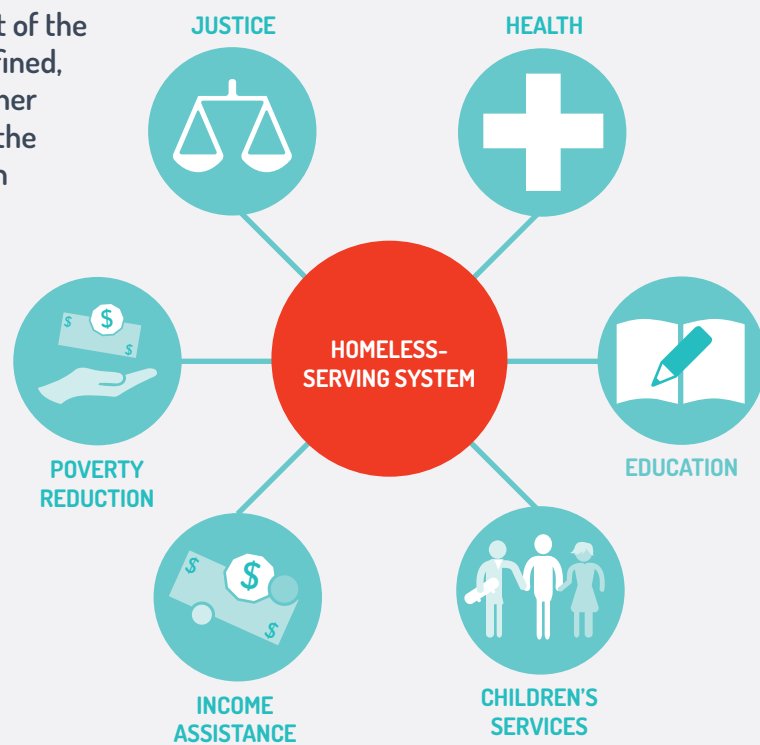 t of the
JUSTICE
HEALTH
fined,
ner
the
n
$
$
$
HOMELESS-
SERVING SYSTEM
POVERTY
REDUCTION
EDUCATION
$
$
$
INCOME
ASSISTANCE
CHILDREN'S
SERVICES